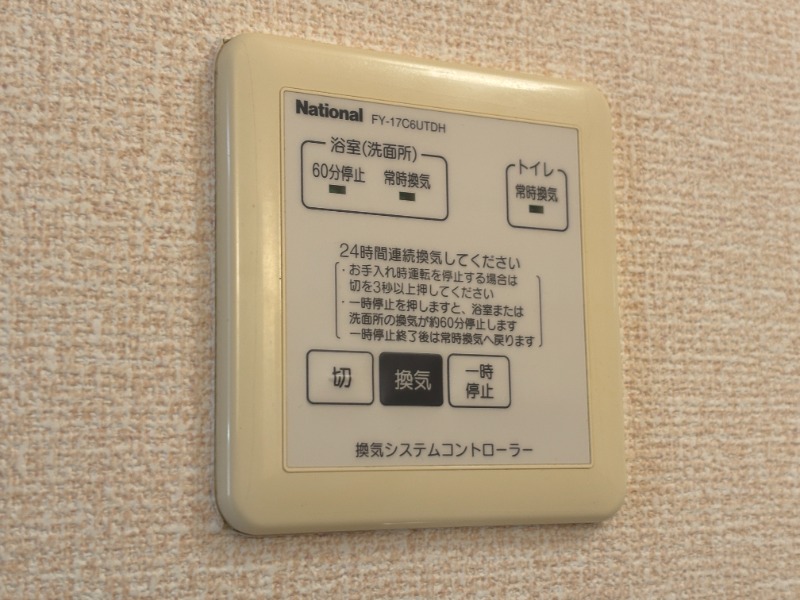 National FY-17C6UTDH
浴室(洗面所)
60分停止 常時換気
トイレ
常時換気
24時間連続換気してください
・お手入れ時運転を停止する場合は
切を3秒以上押してください
・一時停止を押しますと、浴室または
洗面所の換気が約60分停止します
一時停止終了後は常時換気へ戻ります
切
換気
一時
停止
換気システムコントローラー